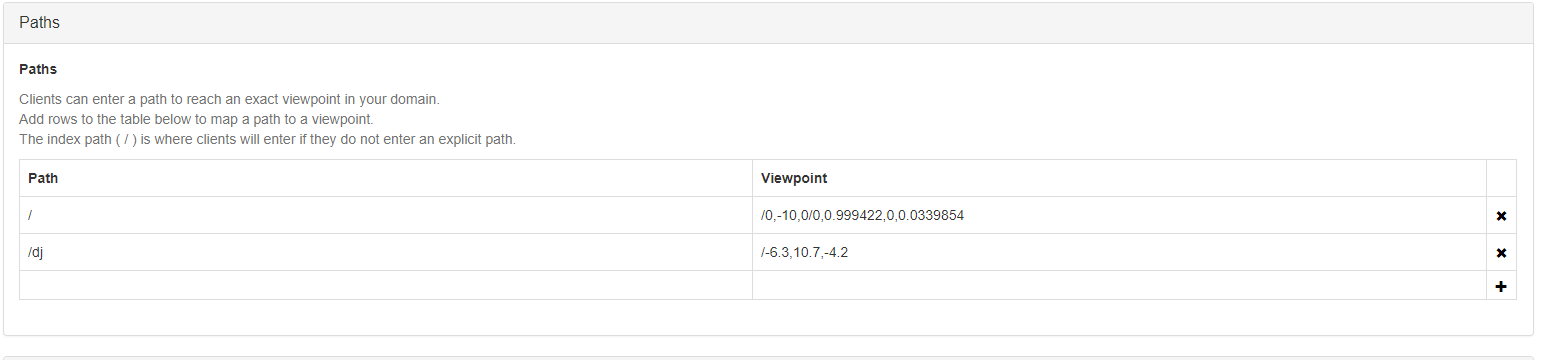 Paths
Paths
Clients can enter a path to reach an exact viewpoint in your domain.
Add rows to the table below to map a path to a viewpoint.
The index path ( / ) is where clients will enter if they do not enter an explicit path.
Path Viewpoint
/ /0,-10,0/0,0.999422,0,0.0339854
/dj /-6.3,10.7,-4.2